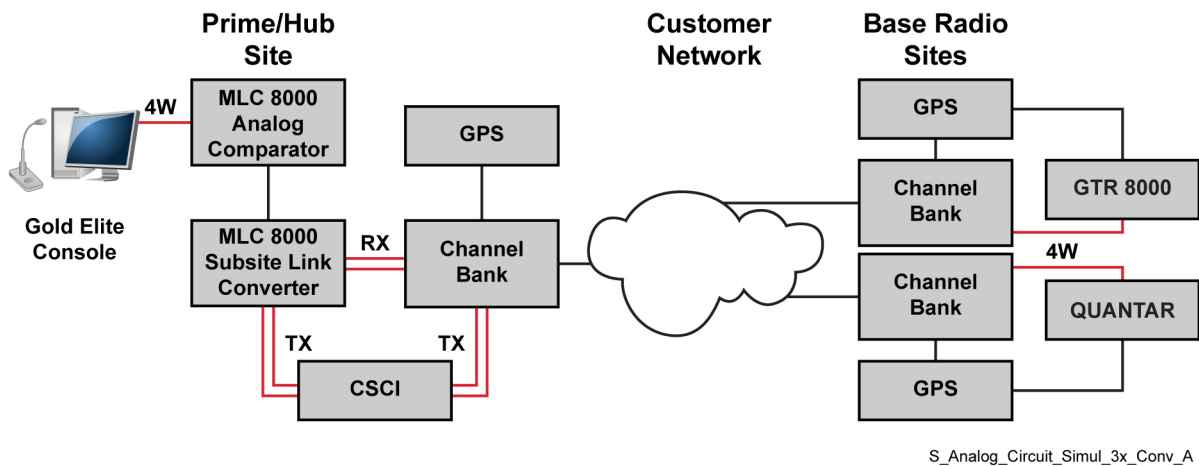 Prime/Hub
Site
Customer
Network
Base Radio
Sites
4W
MLC 8000
Analog
Comparator
GPS
GPS
Gold Elite
Console
MLC 8000
Subsite Link
Converter
RX
Channel
Bank
Channel
Bank
GTR 8000
4W
Channel
Bank
QUANTAR
TX
TX
CSCI
GPS
S_Analog_Circuit_Simul_3x_Conv_A